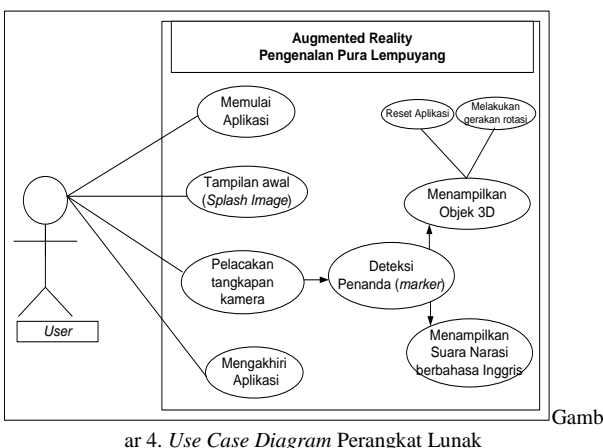 Augmented Reality
Pengenalan Pura Lempuyang
Memulai
Aplikasi
Reset Aplikasi
Melakukan
gerakan rotasi
Tampilan awal
(Splash Image)
Menampilkan
Objek 3D
Pelacakan
tangkapan
kamera
Deteksi
Penanda (marker)
User
Mengakhiri
Aplikasi
Menampilkan
Suara Narasi
berbahasa Inggris
Gamb
ar 4. Use Case Diagram Perangkat Lunak